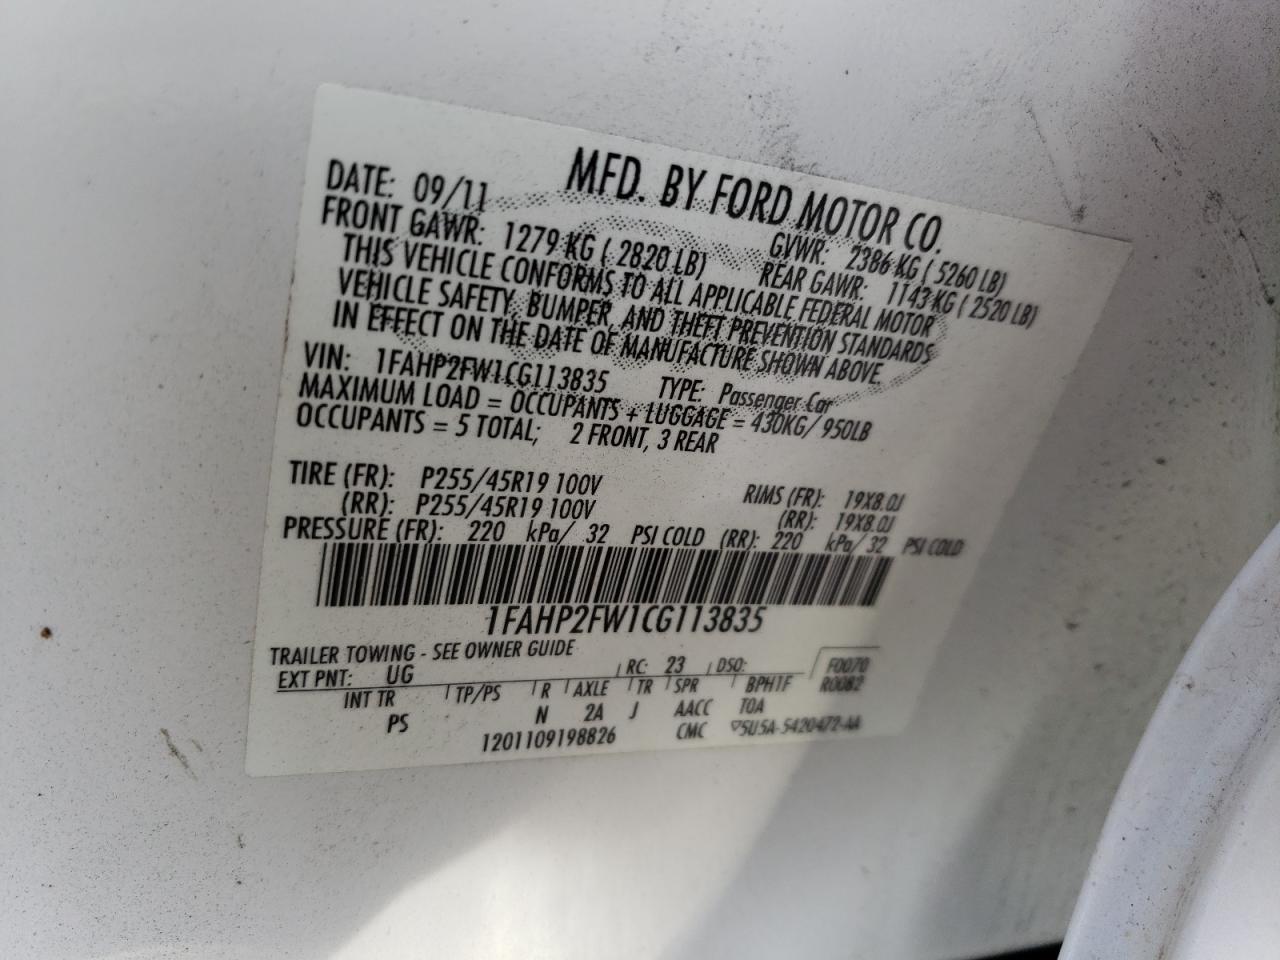 MFD. BY FORD MOTOR CO.
DATE: 09/11 GVWR: 2386 KG ( 5260 LB)
FRONT GAWR: 1279 KG ( 2820 LB) REAR GAWR: 1143 KG ( 2520 LB)
THIS VEHICLE CONFORMS TO ALL APPLICABLE FEDERAL MOTOR
VEHICLE SAFETY, BUMPER, AND THEFT PREVENTION STANDARDS
IN EFFECT ON THE DATE OF MANUFACTURE SHOWN ABOVE.
VIN: 1FAHP2FW1CG113835 TYPE: Passenger Car
MAXIMUM LOAD = OCCUPANTS + LUGGAGE = 430KG/ 950LB
OCCUPANTS = 5 TOTAL; 2 FRONT, 3 REAR
TIRE (FR): P255/45R19 100V RIMS (FR): 19X8.0J
(RR): P255/45R19 100V (RR): 19X8.0J
PRESSURE (FR): 220 kPa/ 32 PSI COLD (RR): 220 kPa/ 32 PSI COLD
1FAHP2FW1CG113835
TRAILER TOWING - SEE OWNER GUIDE
EXT PNT: UG RC: 23 DSO: F0070
INT TR TP/PS R AXLE TR SPR BPH1F R0082
PS N 2A J AACC TOA
1201109198826 CMC 5U5A-5420472-AA